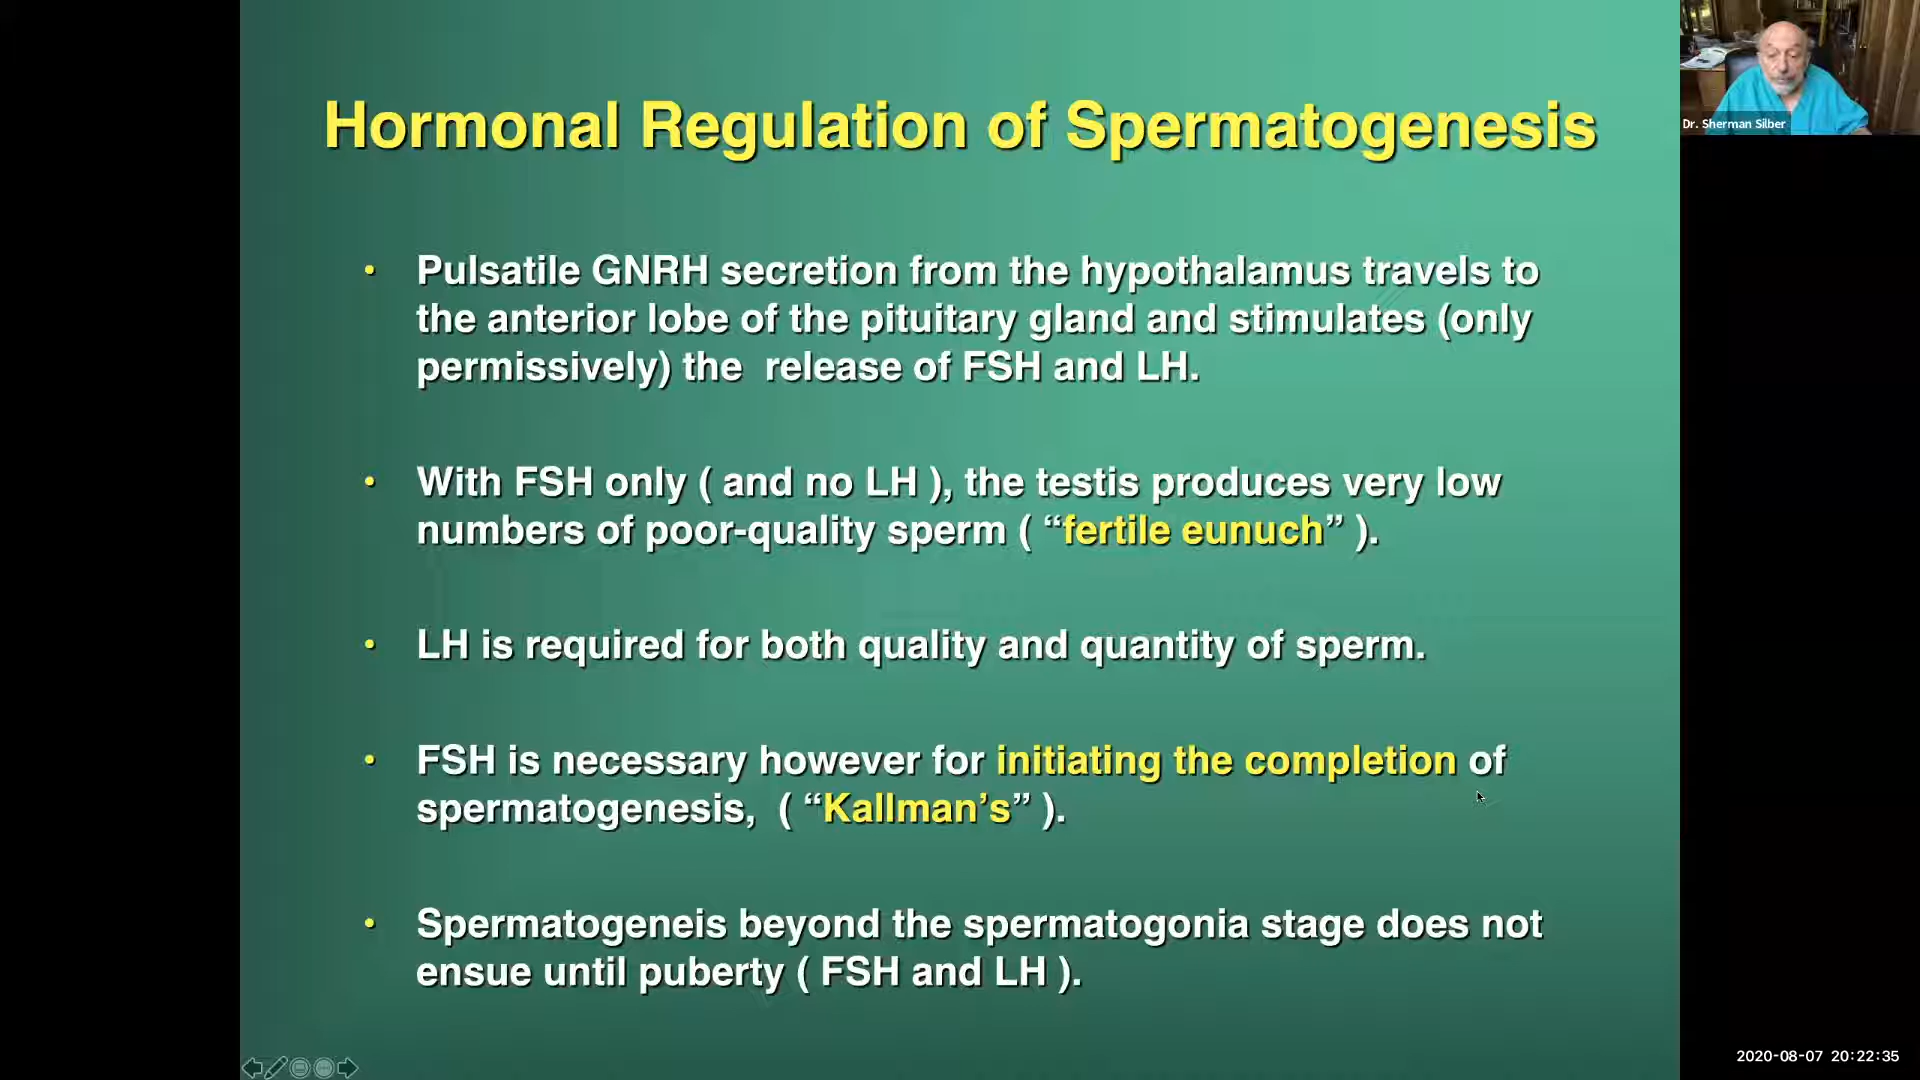 Hormonal Regulation of Spermatogenesis
• Pulsatile GNRH secretion from the hypothalamus travels to
the anterior lobe of the pituitary gland and stimulates (only
permissively) the  release of FSH and LH.
• With FSH only ( and no LH ), the testis produces very low
numbers of poor-quality sperm ( “fertile eunuch” ).
• LH is required for both quality and quantity of sperm.
• FSH is necessary however for initiating the completion of
spermatogenesis,  ( “Kallman’s” ).
• Spermatogeneis beyond the spermatogonia stage does not
ensue until puberty ( FSH and LH ).
Dr. Sherman Silber
2020-08-07 20:22:35